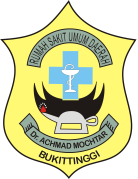 RUMAH SAKIT UMUM DAERAH
Dr. ACHMAD MOCHTAR
BUKITTINGGI